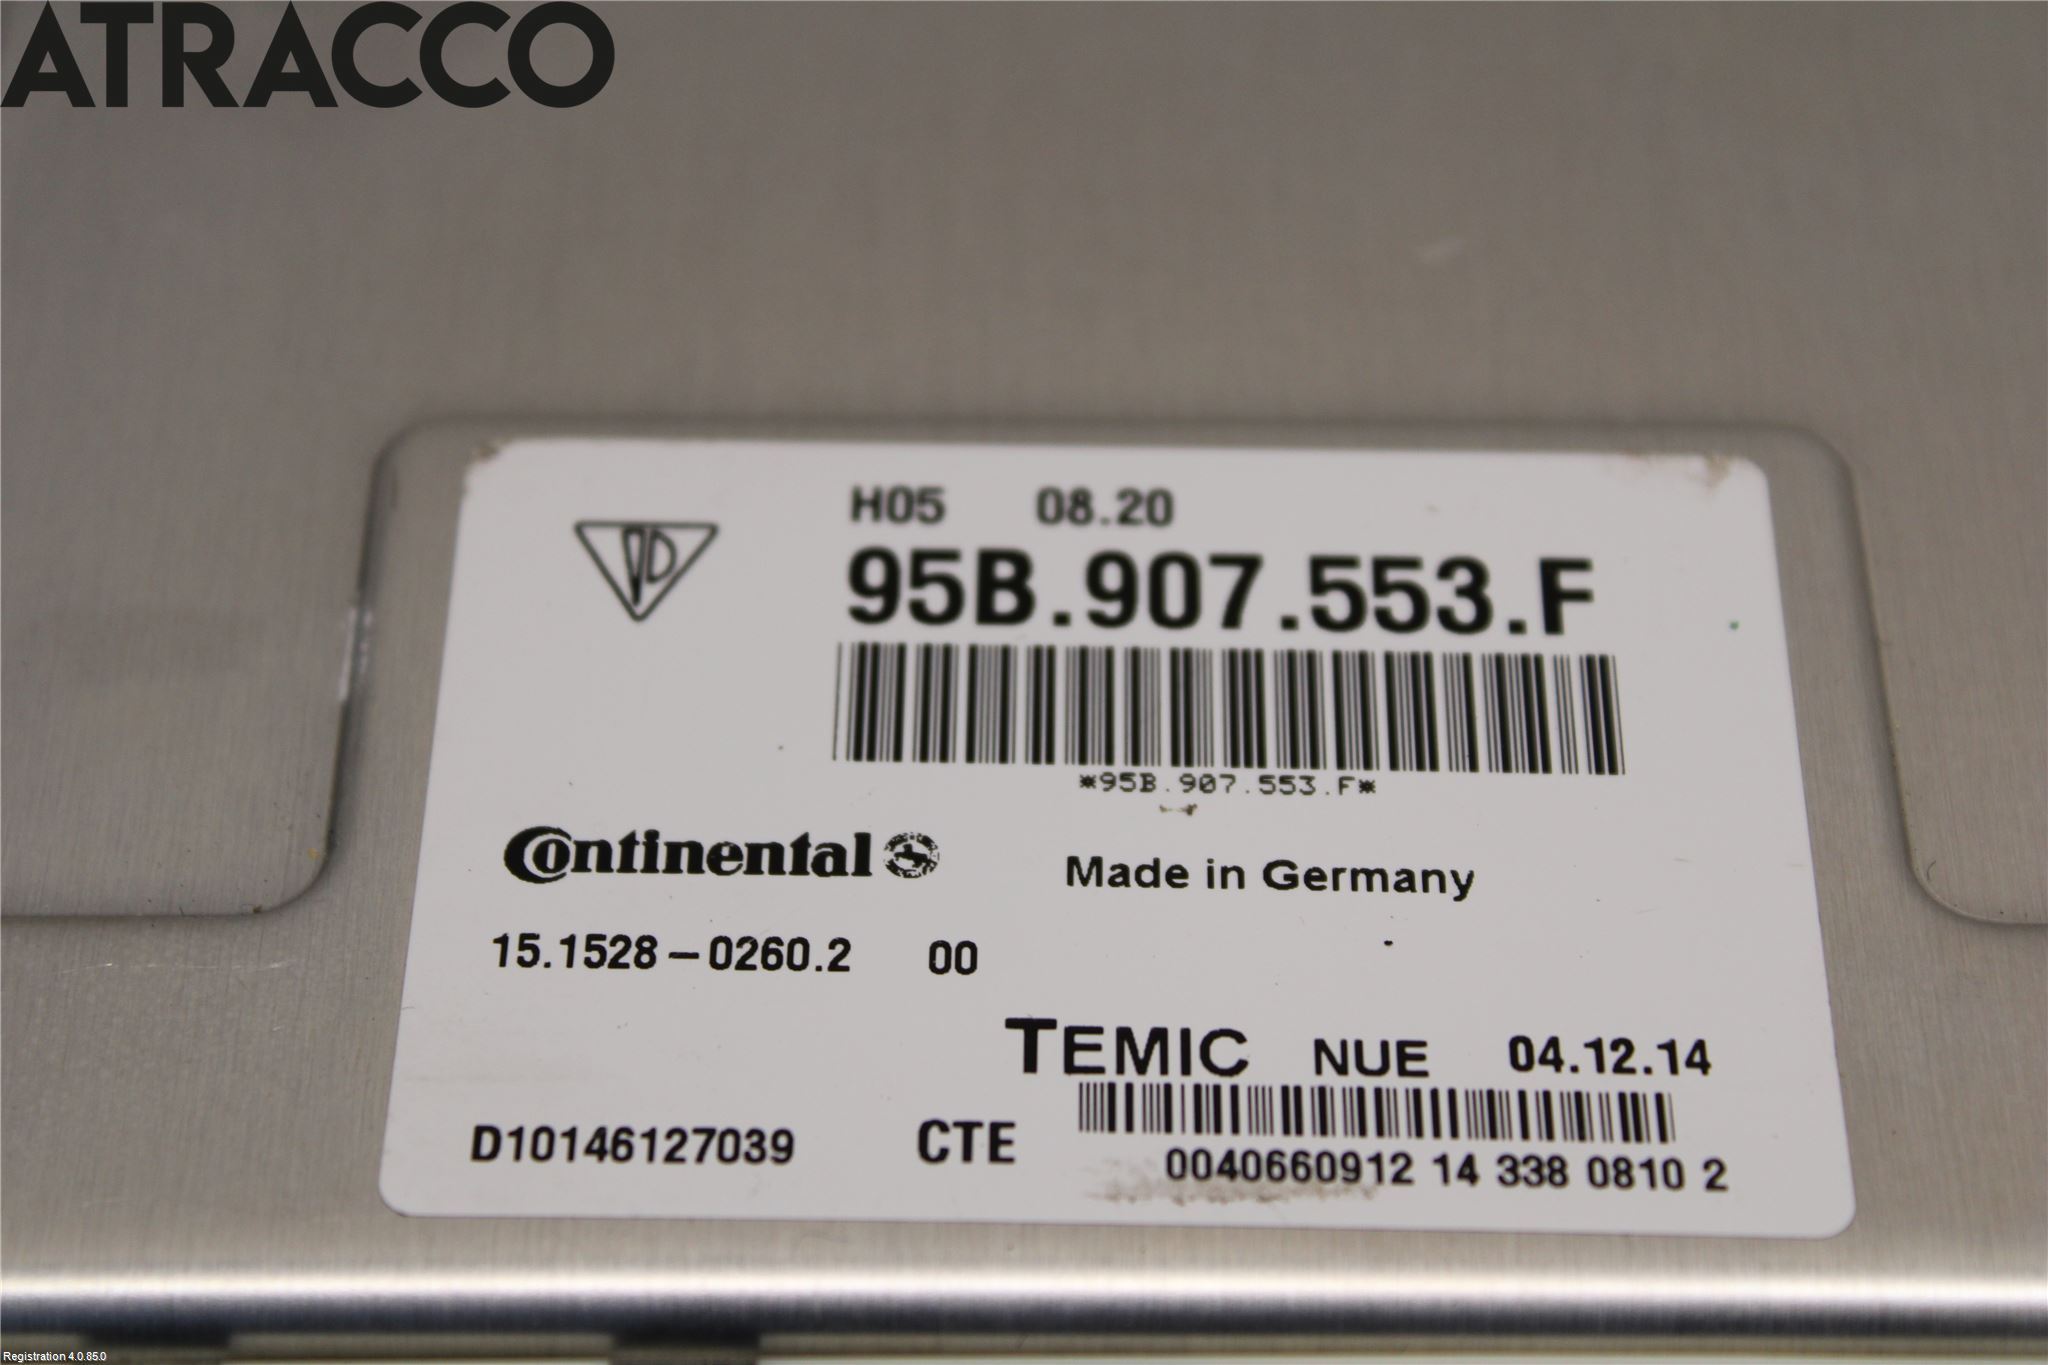 ATRACCO
H05 08.20
95B.907.553.F
*95B.907.553.F*
Continental
Made in Germany
15.1528-0260.2 00
TEMIC NUE 04.12.14
D10146127039 CTE
0040660912 14 338 0810 2
Registration 4.0.85.0